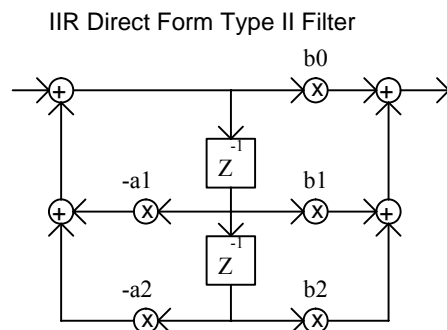 IIR Direct Form Type II Filter
b0
+ x +
-1
Z
-a1 b1
+ x x +
-1
Z
-a2 b2
x x